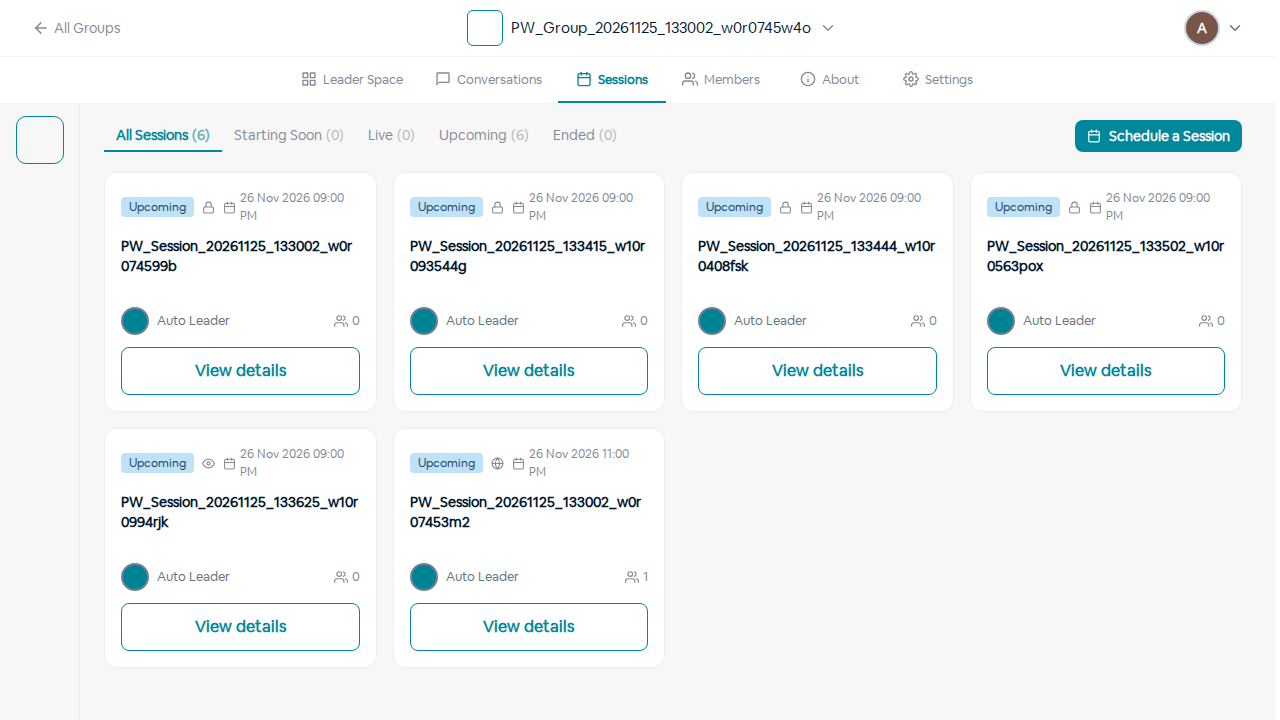 All Groups
PW_Group_20261125_133002_w0r0745w4o
A
Leader Space
Conversations
Sessions
Members
About
Settings
All Sessions (6)
Starting Soon (0)
Live (0)
Upcoming (6)
Ended (0)
Schedule a Session
Upcoming
26 Nov 2026 09:00
PM
PW_Session_20261125_133002_w0r
074599b
Auto Leader
0
View details
Upcoming
26 Nov 2026 09:00
PM
PW_Session_20261125_133415_w10r
093544g
Auto Leader
0
View details
Upcoming
26 Nov 2026 09:00
PM
PW_Session_20261125_133444_w10r
0408fsk
Auto Leader
0
View details
Upcoming
26 Nov 2026 09:00
PM
PW_Session_20261125_133502_w10r
0563pox
Auto Leader
0
View details
Upcoming
26 Nov 2026 09:00
PM
PW_Session_20261125_133625_w10r
0994rjk
Auto Leader
0
View details
Upcoming
26 Nov 2026 11:00
PM
PW_Session_20261125_133002_w0r
07453m2
Auto Leader
1
View details